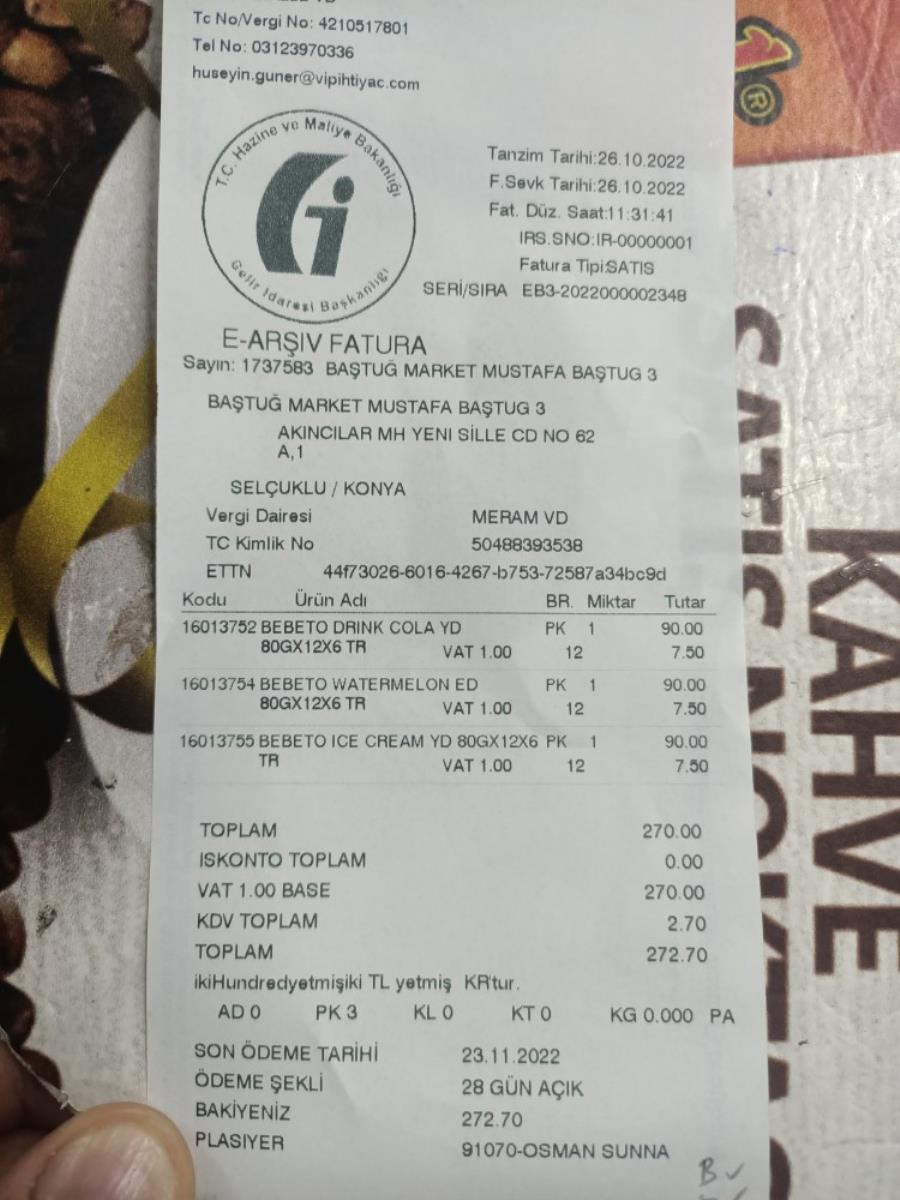 Tc No/Vergi No: 4210517801
Tel No: 03123970336
huseyin.guner@vipihtiyac.com
T.C. Hazine ve Maliye Bakanlığı
Gelir İdaresi Başkanlığı
Tanzim Tarihi:26.10.2022
F.Sevk Tarihi:26.10.2022
Fat. Düz. Saat:11:31:41
IRS.SNO:IR-00000001
Fatura Tipi:SATIS
SERİ/SIRA EB3-2022000002348
E-ARŞIV FATURA
Sayın: 1737583 BAŞTUĞ MARKET MUSTAFA BAŞTUG 3
BAŞTUĞ MARKET MUSTAFA BAŞTUG 3
AKINCILAR MH YENI SİLLE CD NO 62
A,1
SELÇUKLU / KONYA
Vergi Dairesi MERAM VD
TC Kimlik No 50488393538
ETTN 44f73026-6016-4267-b753-72587a34bc9d
Kodu Ürün Adı BR. Miktar Tutar
16013752 BEBETO DRINK COLA YD PK 1 90.00
80GX12X6 TR VAT 1.00 12 7.50
16013754 BEBETO WATERMELON ED PK 1 90.00
80GX12X6 TR VAT 1.00 12 7.50
16013755 BEBETO ICE CREAM YD 80GX12X6 PK 1 90.00
TR VAT 1.00 12 7.50
TOPLAM 270.00
ISKONTO TOPLAM 0.00
VAT 1.00 BASE 270.00
KDV TOPLAM 2.70
TOPLAM 272.70
ikiHundredyetmişiki TL yetmiş KR'tur.
AD 0 PK 3 KL 0 KT 0 KG 0.000 PA
SON ÖDEME TARİHİ 23.11.2022
ÖDEME ŞEKLİ 28 GÜN AÇIK
BAKİYENİZ 272.70
PLASIYER 91070-OSMAN SUNNA
B
KAHVE
SATIŞ